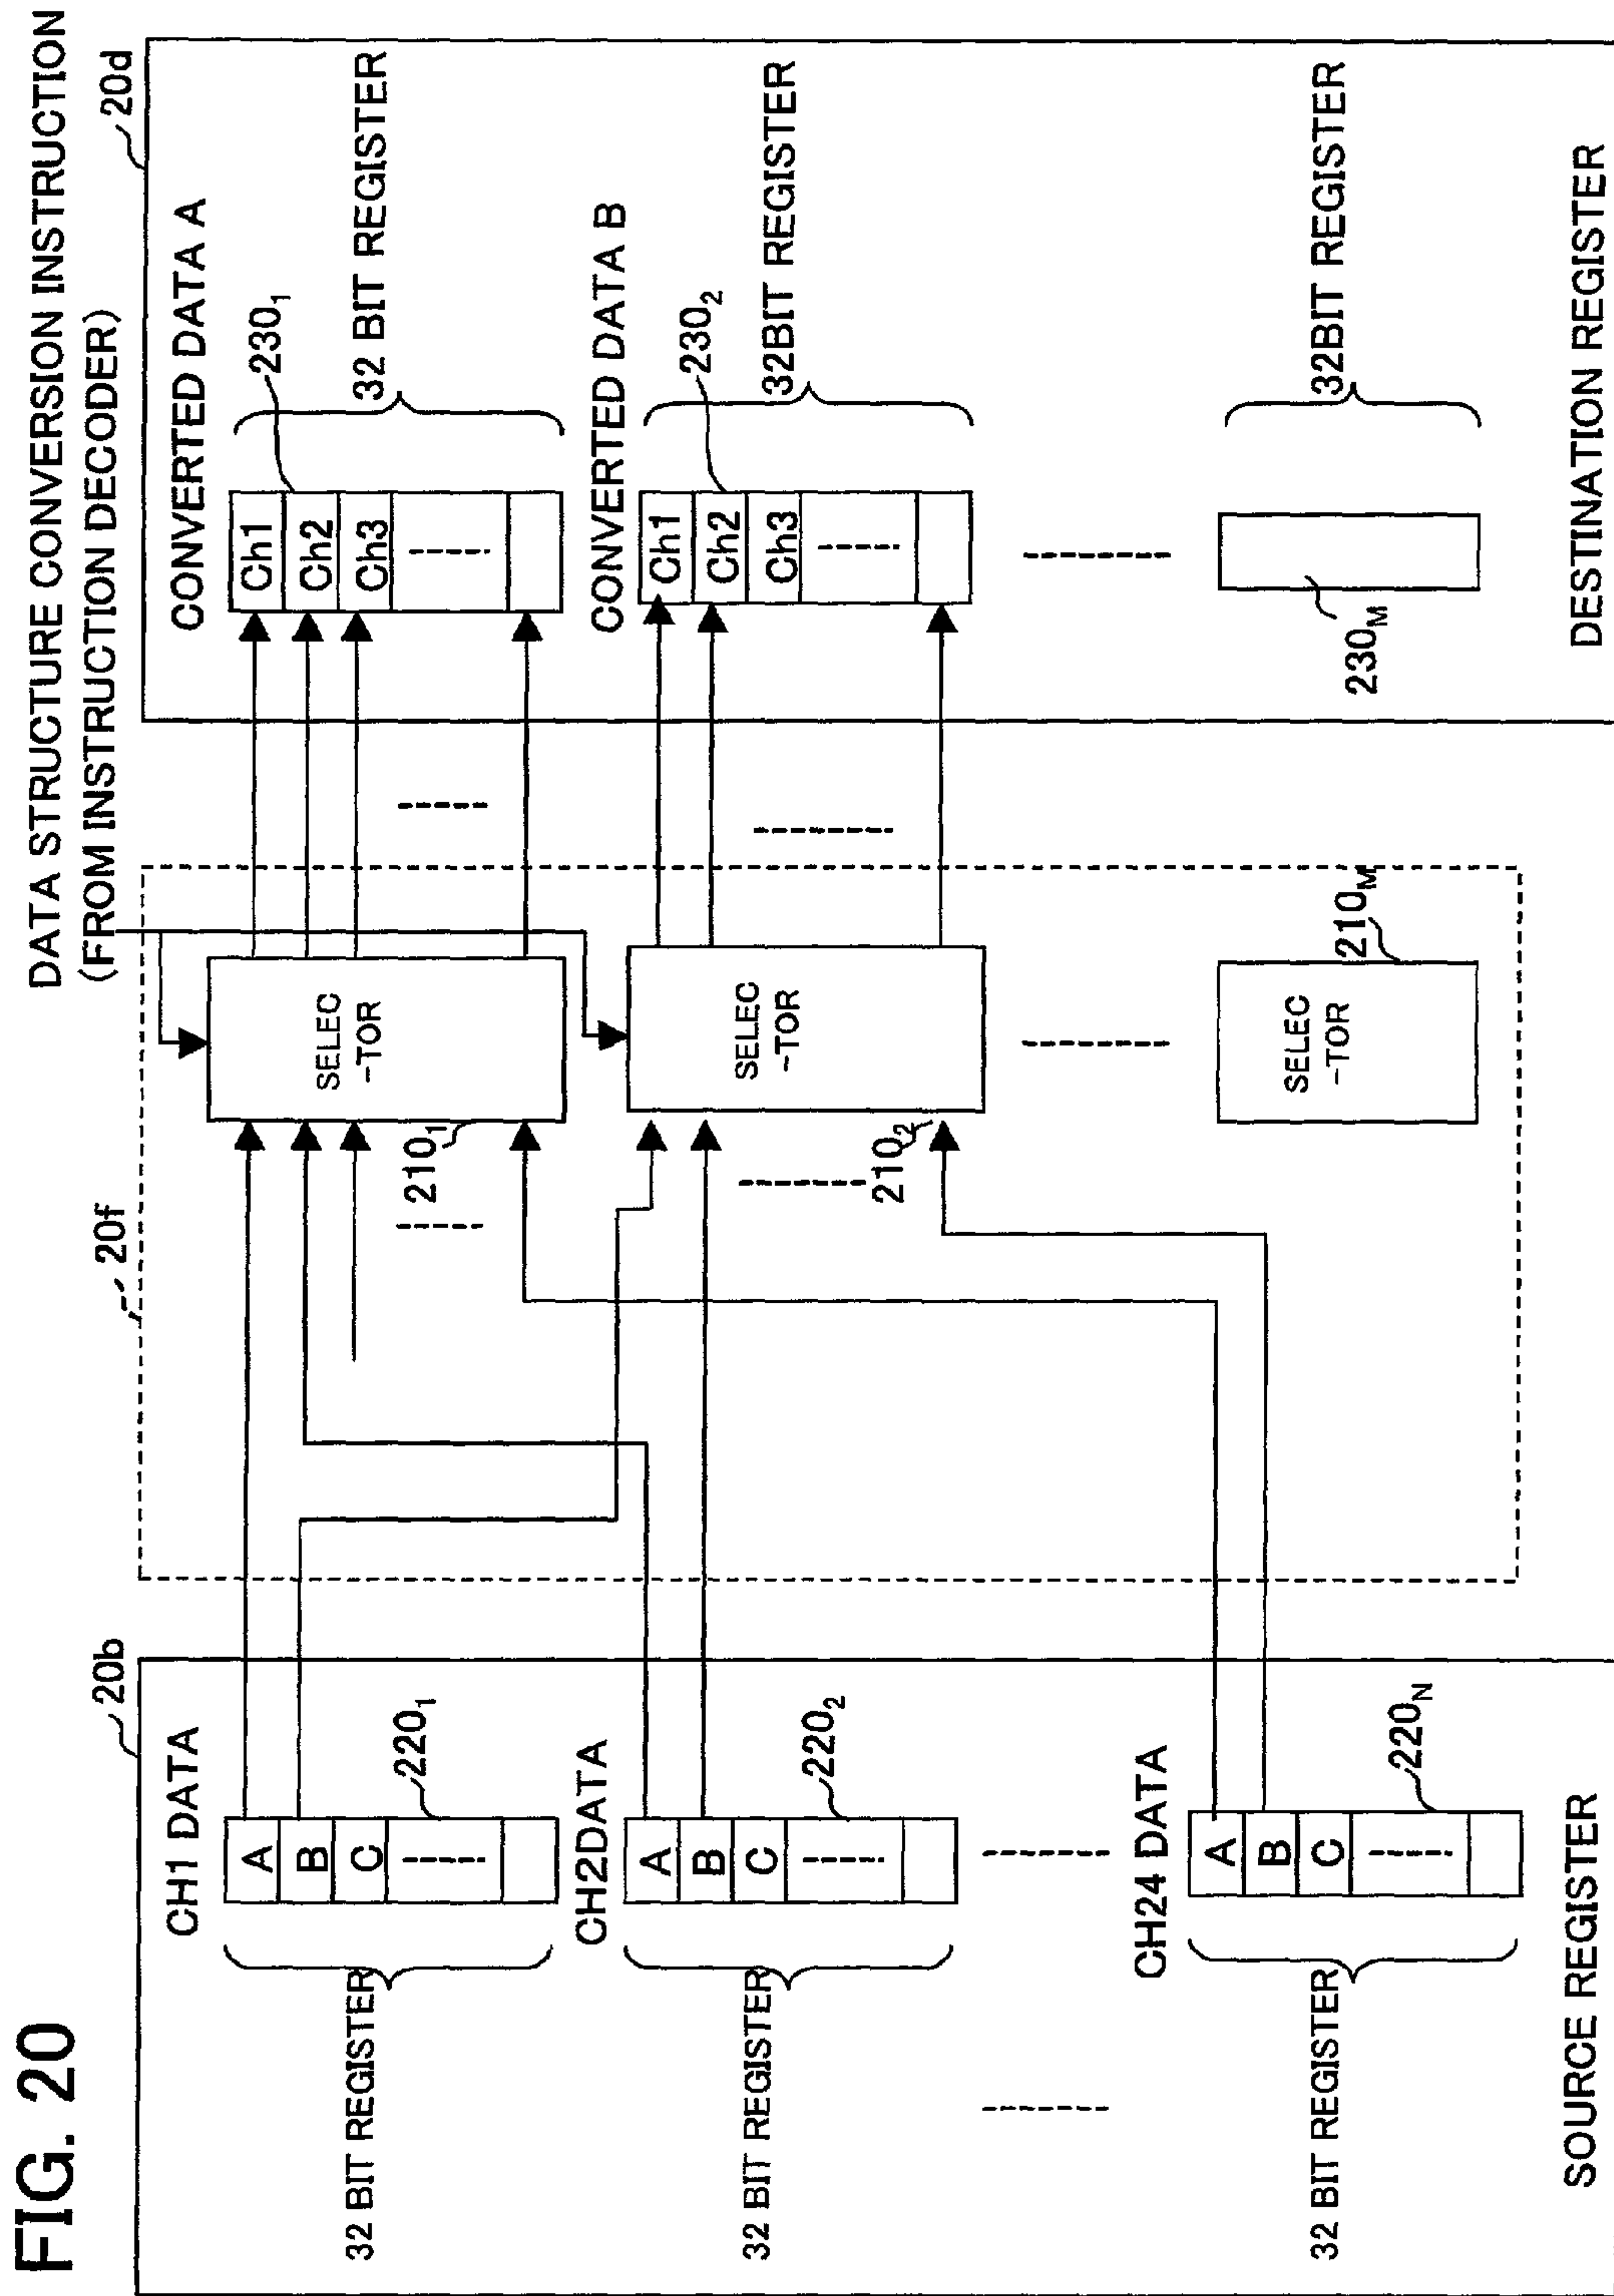 FIG. 20
DATA STRUCTURE CONVERSION INSTRUCTION
(FROM INSTRUCTION DECODER)
20b
20f
20d
CH1 DATA
A
B
C
220₁
32 BIT REGISTER
CH2DATA
A
B
C
220₂
32 BIT REGISTER
CH24 DATA
A
B
C
220N
32 BIT REGISTER
SOURCE REGISTER
SELEC
-TOR
210₁
SELEC
-TOR
210₂
SELEC
-TOR
210M
CONVERTED DATA A
Ch1
Ch2
Ch3
230₁
32 BIT REGISTER
CONVERTED DATA B
Ch1
Ch2
Ch3
230₂
32BIT REGISTER
230M
32BIT REGISTER
DESTINATION REGISTER